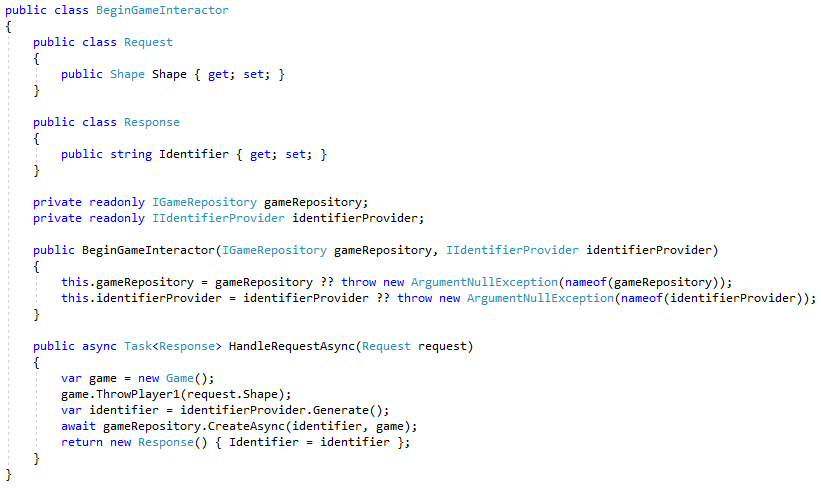 public class BeginGameInteractor
{
    public class Request
    {
        public Shape Shape { get; set; }
    }

    public class Response
    {
        public string Identifier { get; set; }
    }

    private readonly IGameRepository gameRepository;
    private readonly IIdentifierProvider identifierProvider;

    public BeginGameInteractor(IGameRepository gameRepository, IIdentifierProvider identifierProvider)
    {
        this.gameRepository = gameRepository ?? throw new ArgumentNullException(nameof(gameRepository));
        this.identifierProvider = identifierProvider ?? throw new ArgumentNullException(nameof(identifierProvider));
    }

    public async Task<Response> HandleRequestAsync(Request request)
    {
        var game = new Game();
        game.ThrowPlayer1(request.Shape);
        var identifier = identifierProvider.Generate();
        await gameRepository.CreateAsync(identifier, game);
        return new Response() { Identifier = identifier };
    }
}